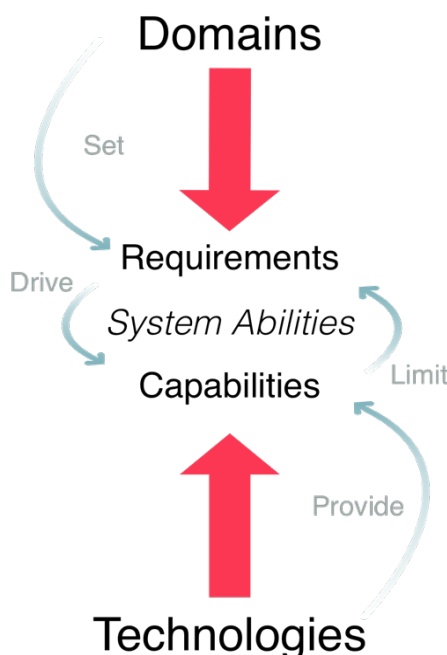 Domains
Set
Requirements
Drive
System Abilities
Limit
Capabilities
Provide
Technologies